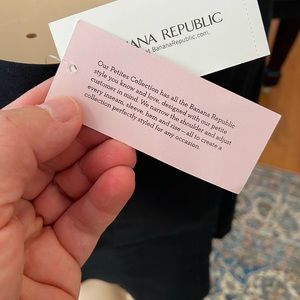 ANA REPUBLIC
at BananaRepublic.com.
Our Petites Collection has all the Banana Republic
style you know and love, designed with our petite
customer in mind. We narrow the shoulder and adjust
every inseam, sleeve, hem and rise – all to create a
collection perfectly styled for any occasion.